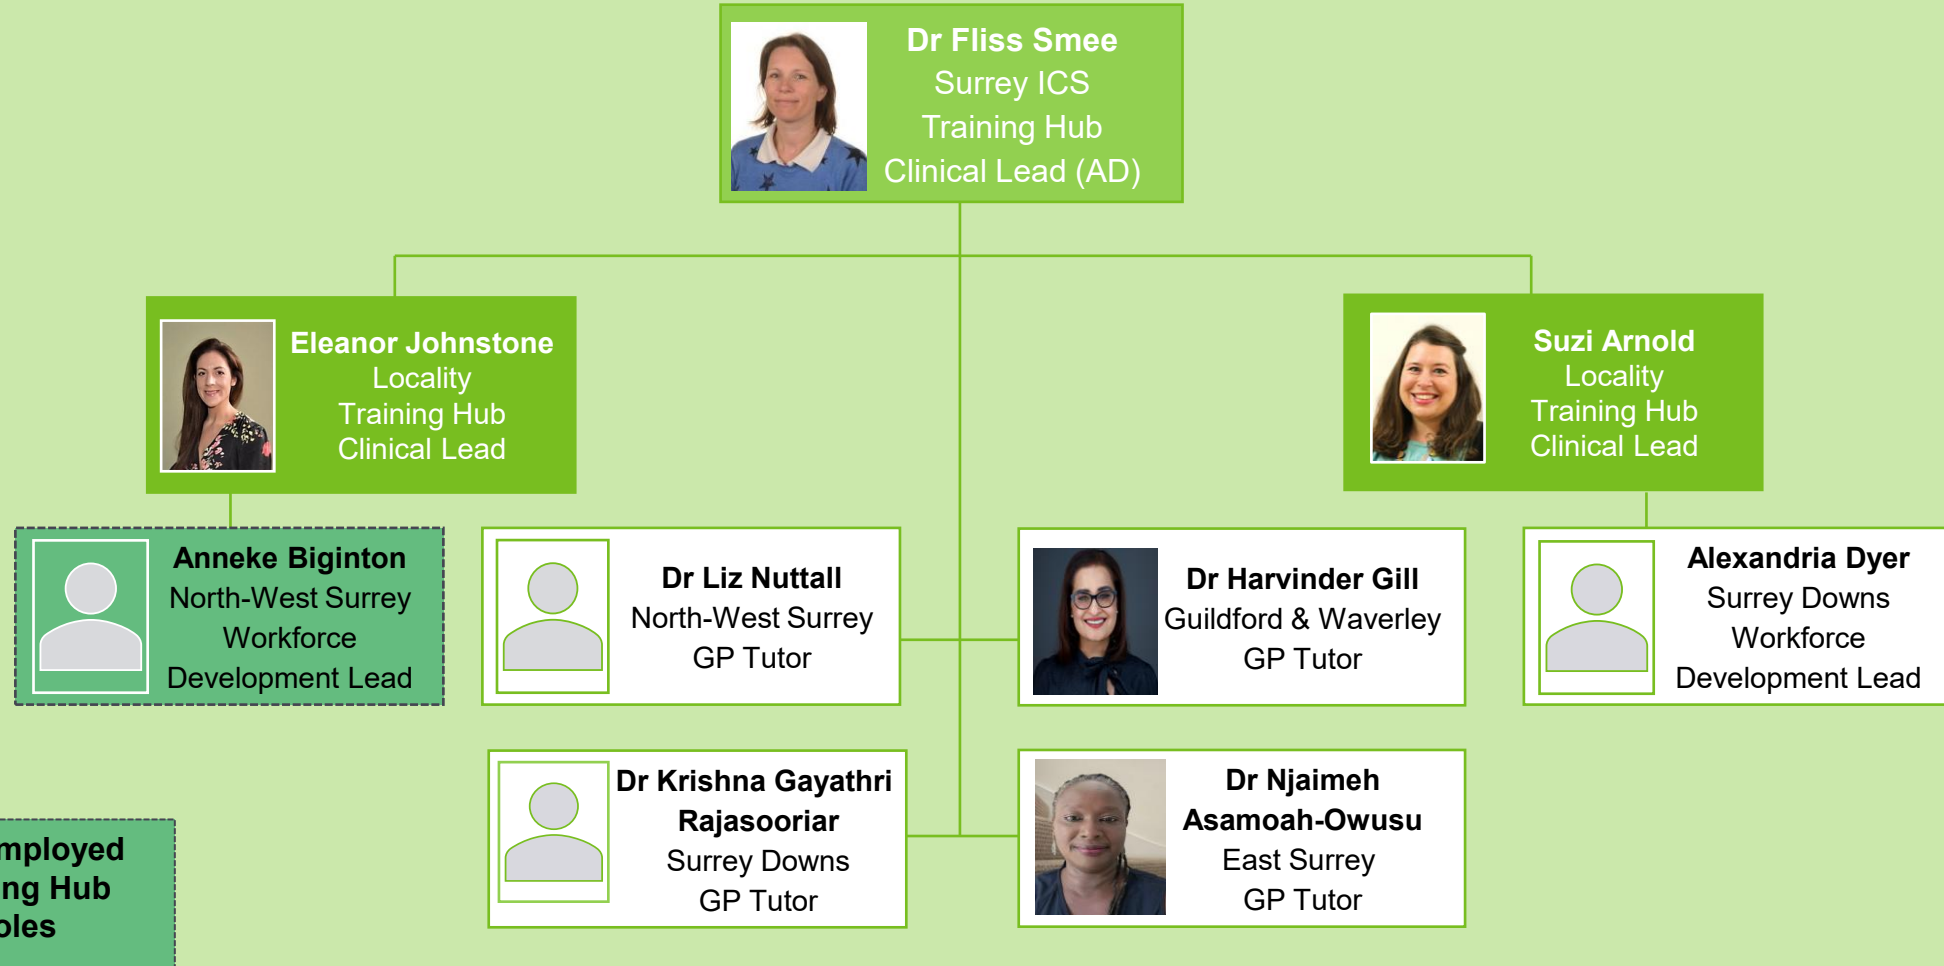 Dr Fliss Smee
Surrey ICS
Training Hub
Clinical Lead (AD)
Eleanor Johnstone
Locality
Training Hub
Clinical Lead
Suzi Arnold
Locality
Training Hub
Clinical Lead
Anneke Biginton
North-West Surrey
Workforce
Development Lead
Dr Liz Nuttall
North-West Surrey
GP Tutor
Dr Harvinder Gill
Guildford & Waverley
GP Tutor
Alexandria Dyer
Surrey Downs
Workforce
Development Lead
Dr Krishna Gayathri
Rajasooriar
Surrey Downs
GP Tutor
Dr Njaimeh
Asamoah-Owusu
East Surrey
GP Tutor
Hub